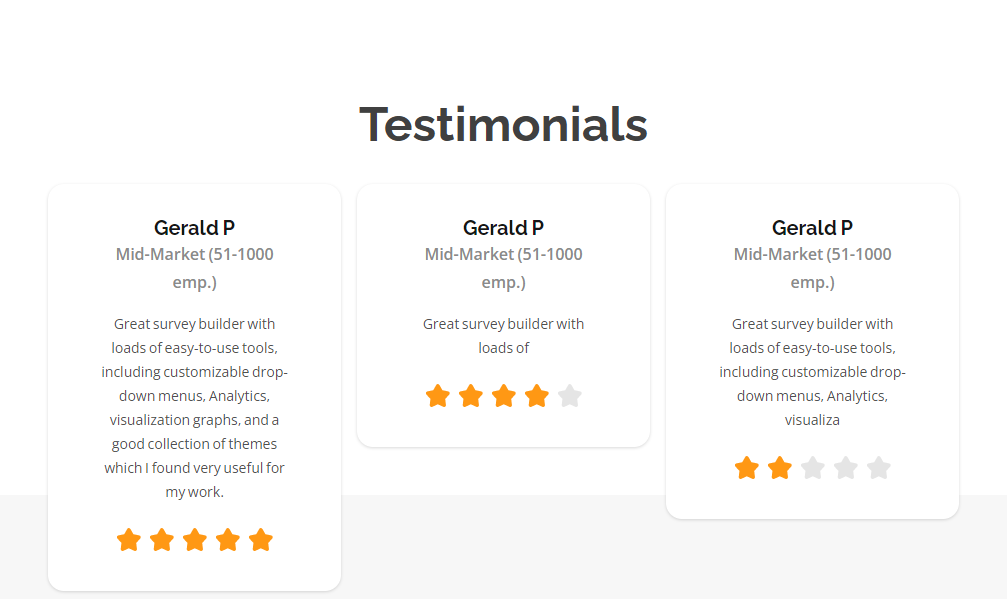 Testimonials
Gerald P
Mid-Market (51-1000
emp.)
Great survey builder with
loads of easy-to-use tools,
including customizable drop-
down menus, Analytics,
visualization graphs, and a
good collection of themes
which I found very useful for
my work.
Gerald P
Mid-Market (51-1000
emp.)
Great survey builder with
loads of
Gerald P
Mid-Market (51-1000
emp.)
Great survey builder with
loads of easy-to-use tools,
including customizable drop-
down menus, Analytics,
visualiza